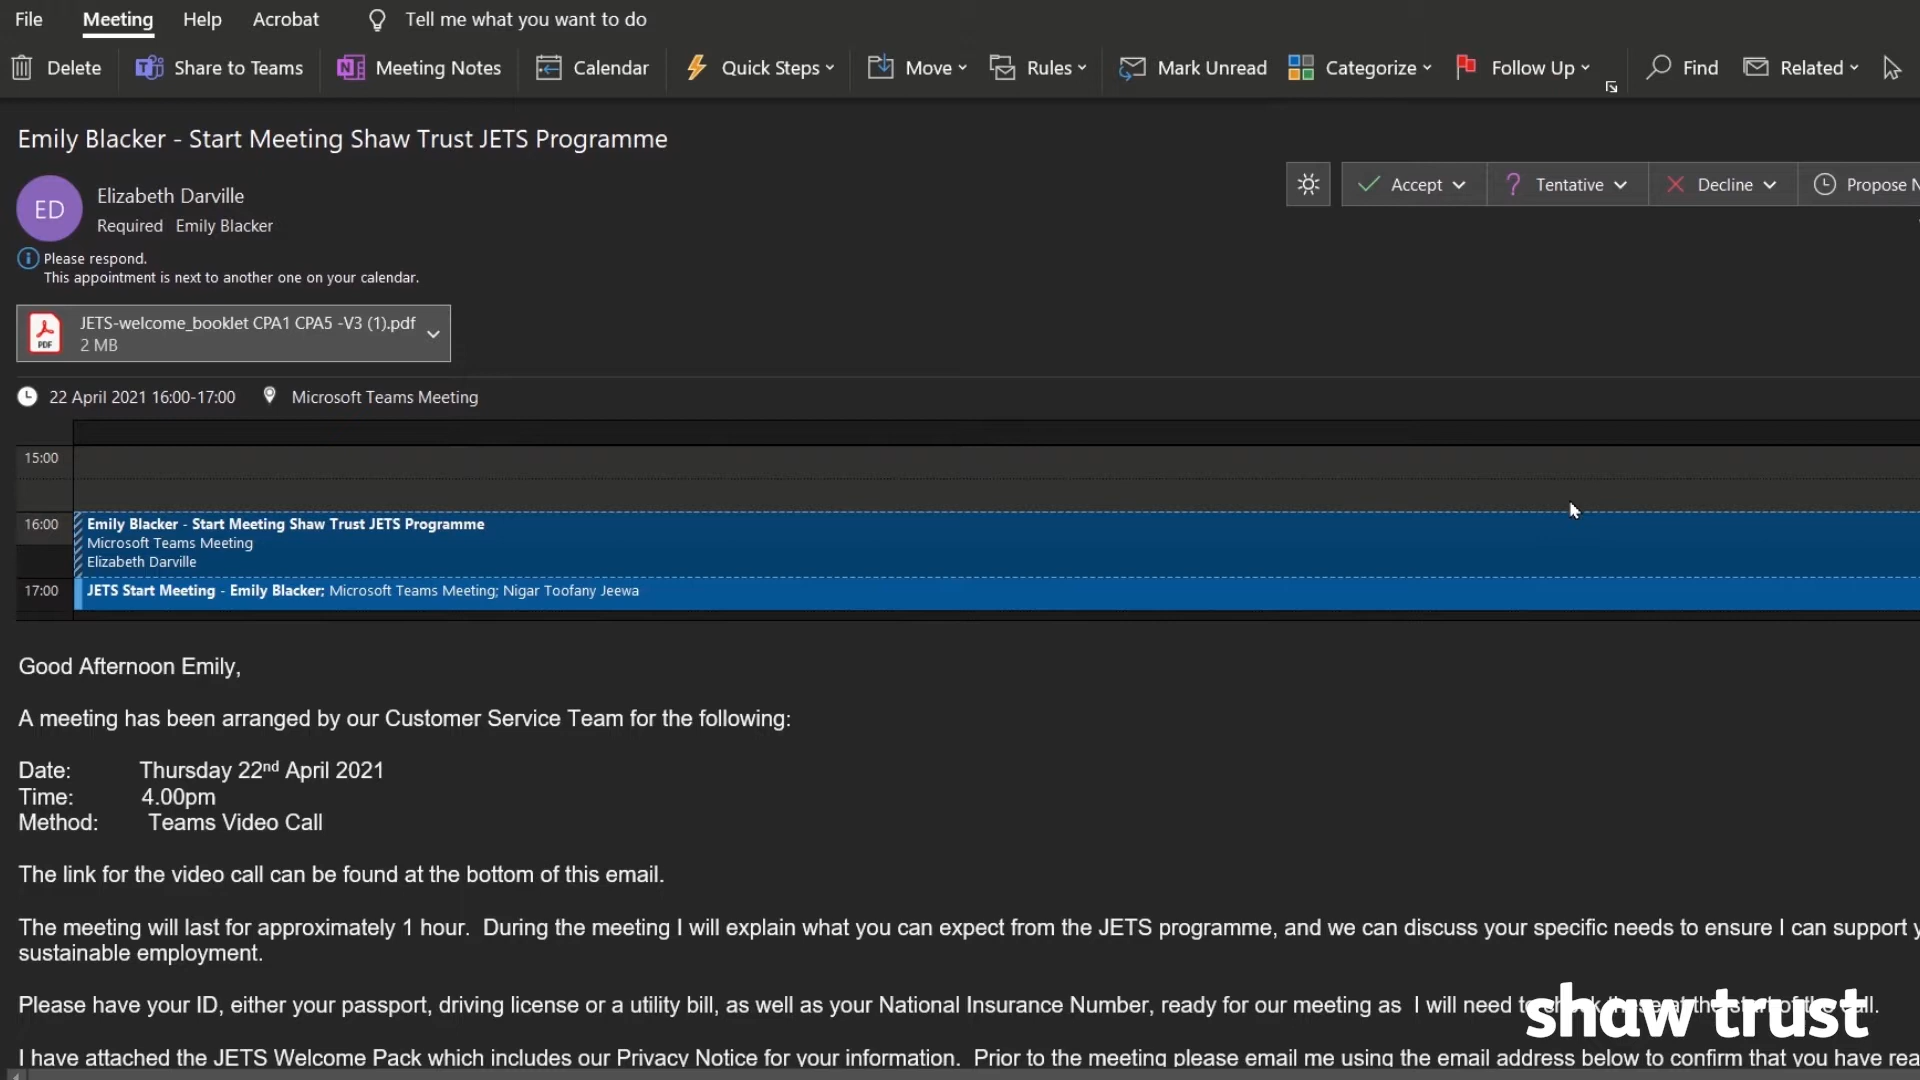 File Meeting Help Acrobat Tell me what you want to do
Delete Share to Teams Meeting Notes Calendar Quick Steps Move Rules Mark Unread Categorize Follow Up Find Related
Emily Blacker - Start Meeting Shaw Trust JETS Programme
ED
Elizabeth Darville
Required Emily Blacker
Accept Tentative Decline Propose N
Please respond.
This appointment is next to another one on your calendar.
PDF
JETS-welcome_booklet CPA1 CPA5 -V3 (1).pdf
2 MB
22 April 2021 16:00-17:00 Microsoft Teams Meeting
15:00
16:00
Emily Blacker - Start Meeting Shaw Trust JETS Programme
Microsoft Teams Meeting
Elizabeth Darville
17:00
JETS Start Meeting - Emily Blacker; Microsoft Teams Meeting; Nigar Toofany Jeewa
Good Afternoon Emily,
A meeting has been arranged by our Customer Service Team for the following:
Date: Thursday 22nd April 2021
Time: 4.00pm
Method: Teams Video Call
The link for the video call can be found at the bottom of this email.
The meeting will last for approximately 1 hour. During the meeting I will explain what you can expect from the JETS programme, and we can discuss your specific needs to ensure I can support y
sustainable employment.
Please have your ID, either your passport, driving license or a utility bill, as well as your National Insurance Number, ready for our meeting as I will need to
shaw trust
I have attached the JETS Welcome Pack which includes our Privacy Notice for your information. Prior to the meeting please email me using the email address below to confirm that you have rea